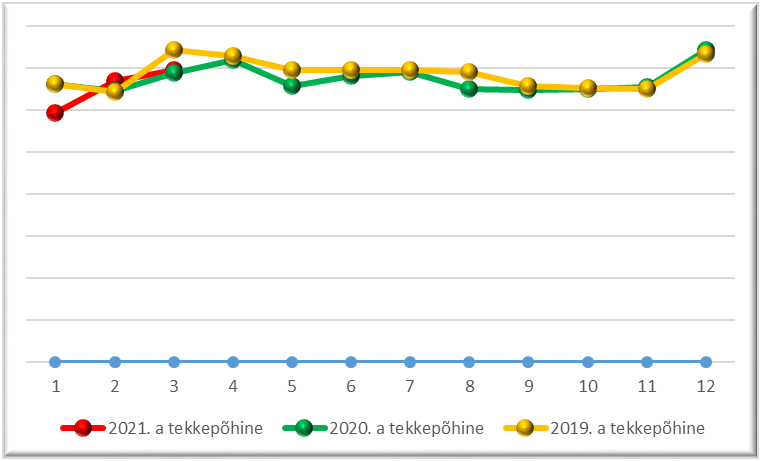 1 2 3 4 5 6 7 8 9 10 11 12
2021. a tekkepõhine 2020. a tekkepõhine 2019. a tekkepõhine